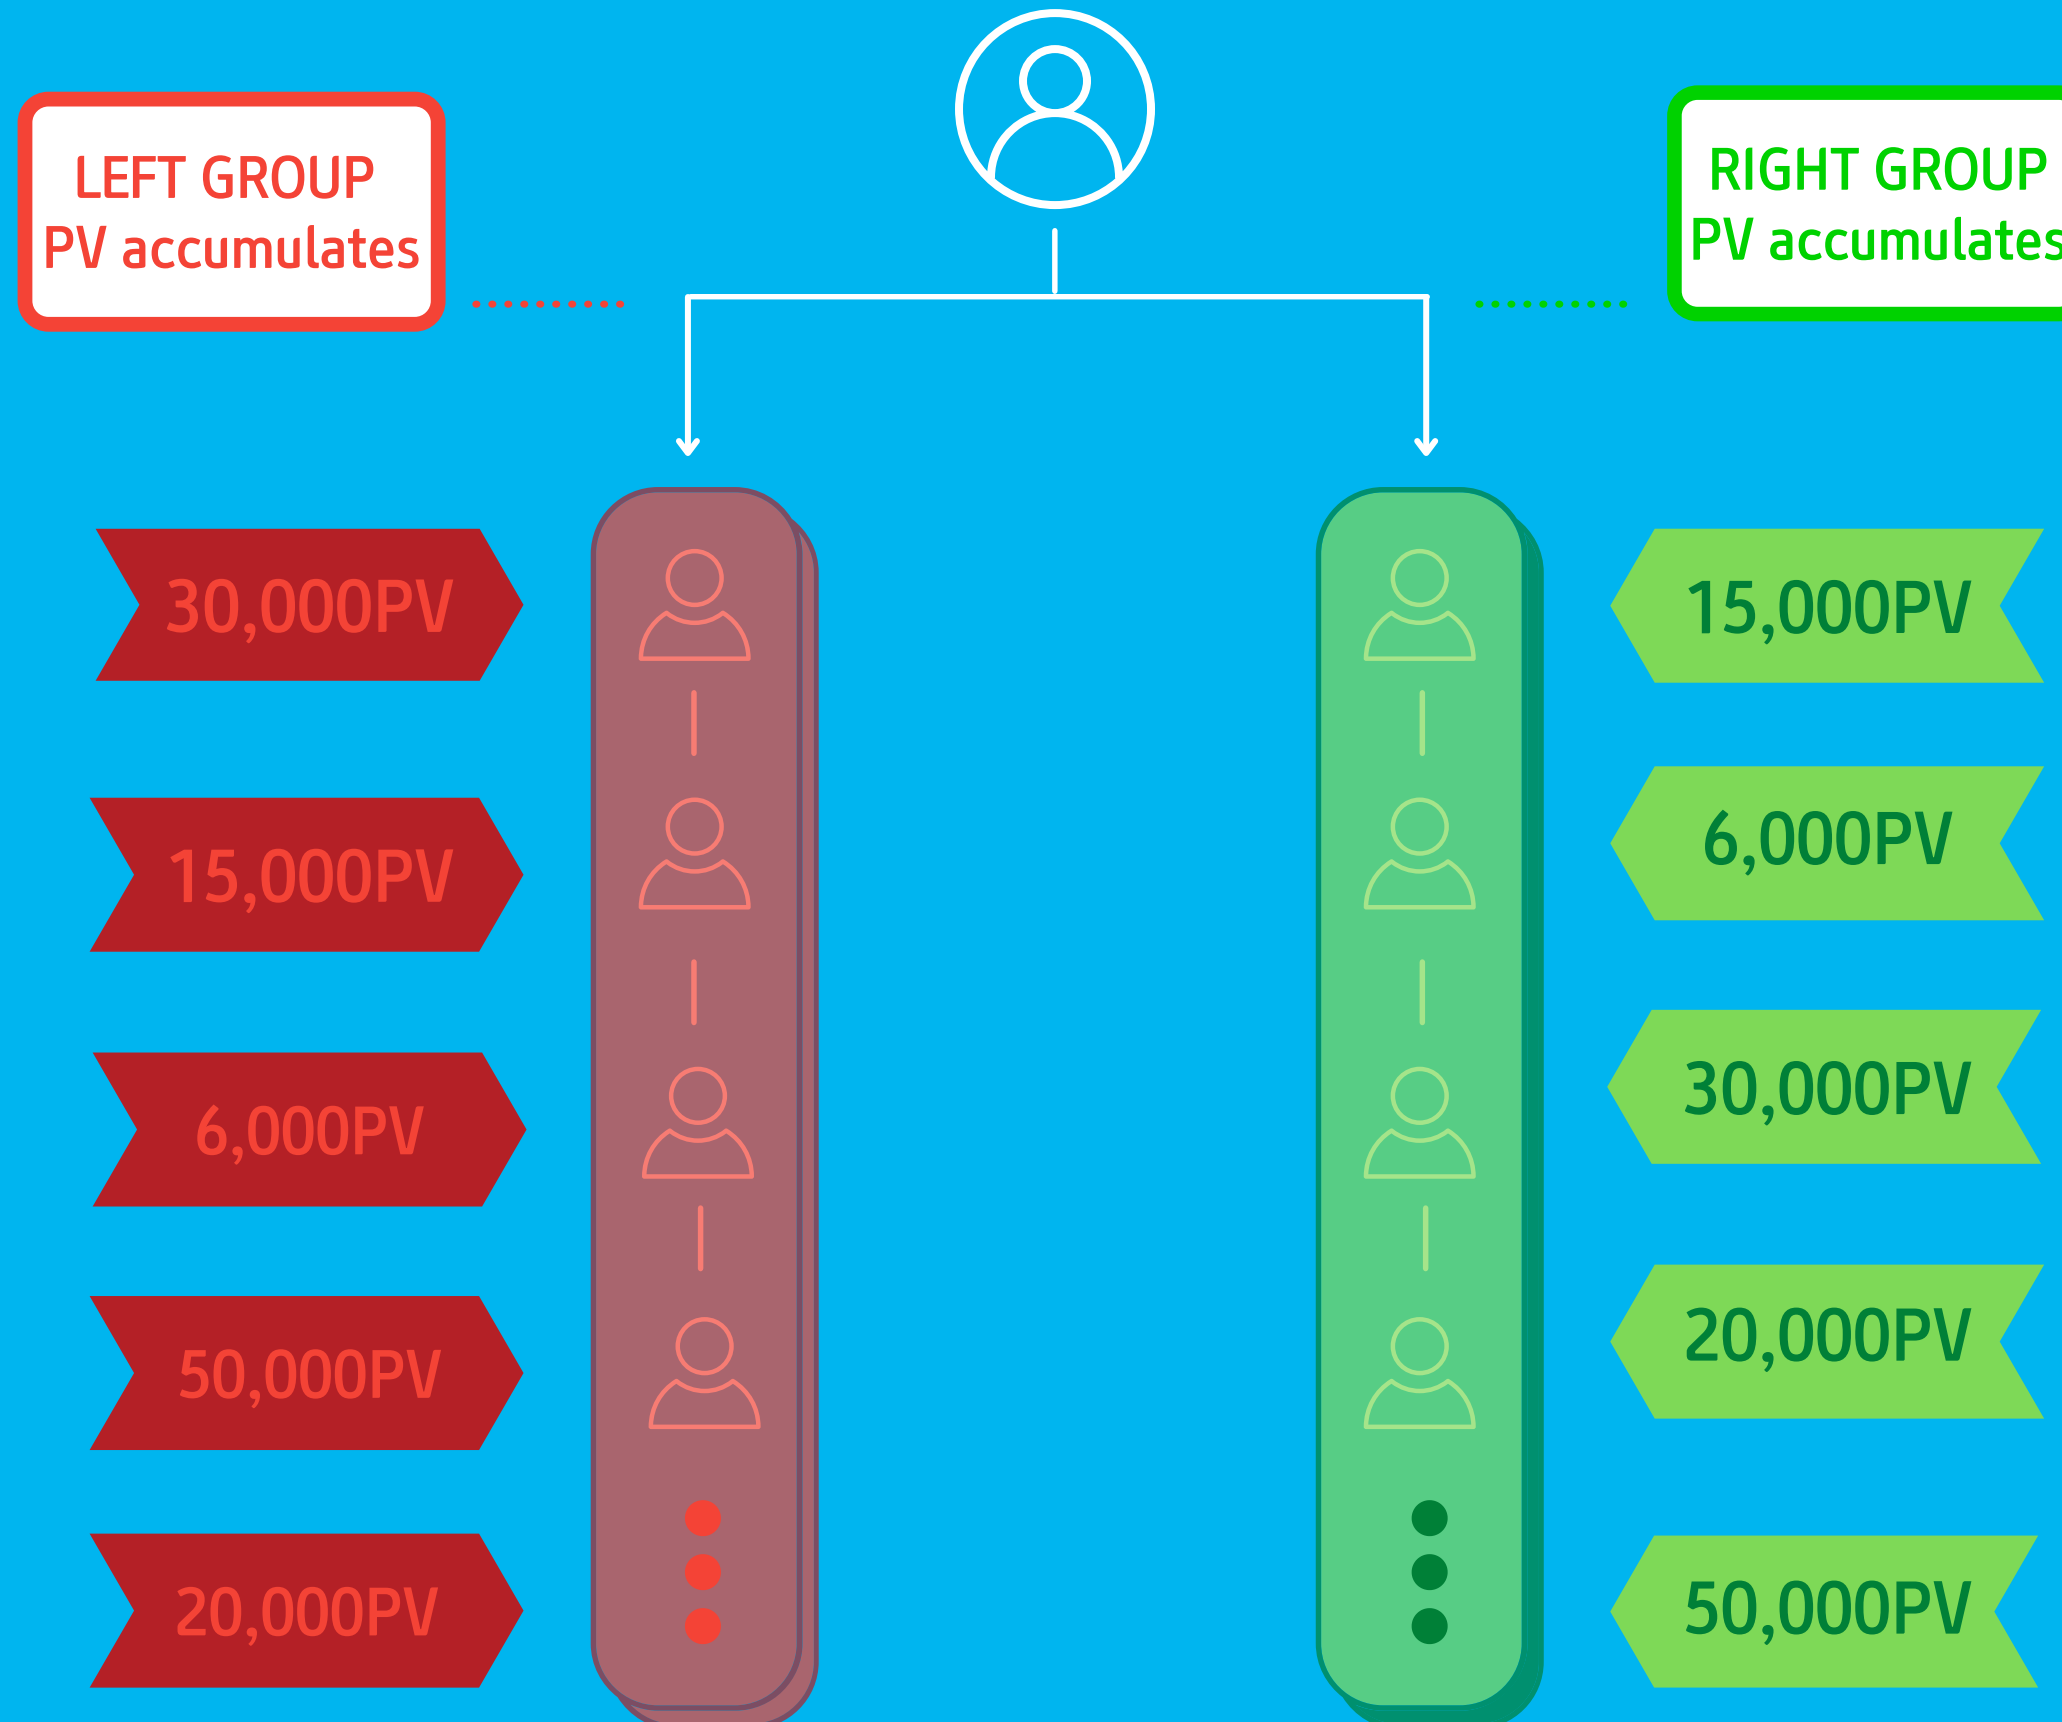 LEFT GROUP
PV accumulates
RIGHT GROUP
PV accumulates
30,000PV
15,000PV
6,000PV
50,000PV
20,000PV
15,000PV
6,000PV
30,000PV
20,000PV
50,000PV